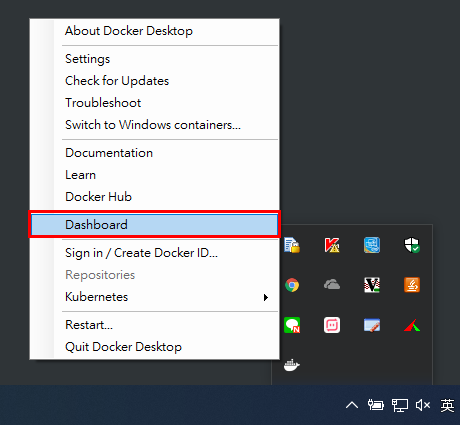 About Docker Desktop
Settings
Check for Updates
Troubleshoot
Switch to Windows containers...
Documentation
Learn
Docker Hub
Dashboard
Sign in / Create Docker ID...
Repositories
Kubernetes
Restart...
Quit Docker Desktop
英